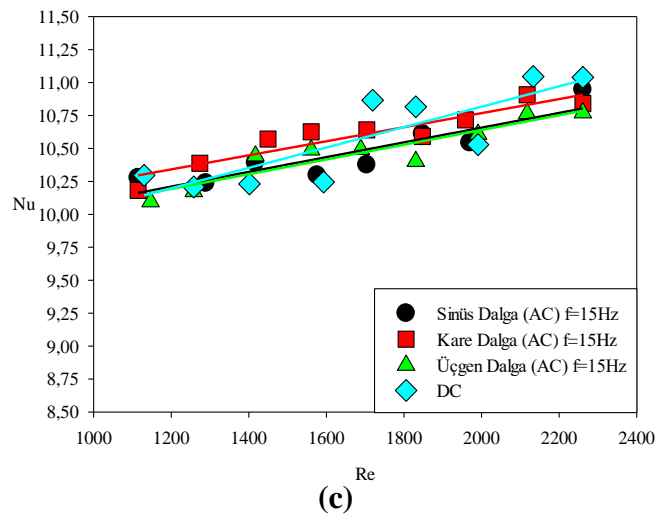 11,50
11,25
11,00
10,75
10,50
10,25
Nu
10,00
9,75
9,50
9,25
9,00
8,75
8,50
Sinüs Dalga (AC) f=15Hz
Kare Dalga (AC) f=15Hz
Üçgen Dalga (AC) f=15Hz
DC
1000 1200 1400 1600 1800 2000 2200 2400
Re
(c)